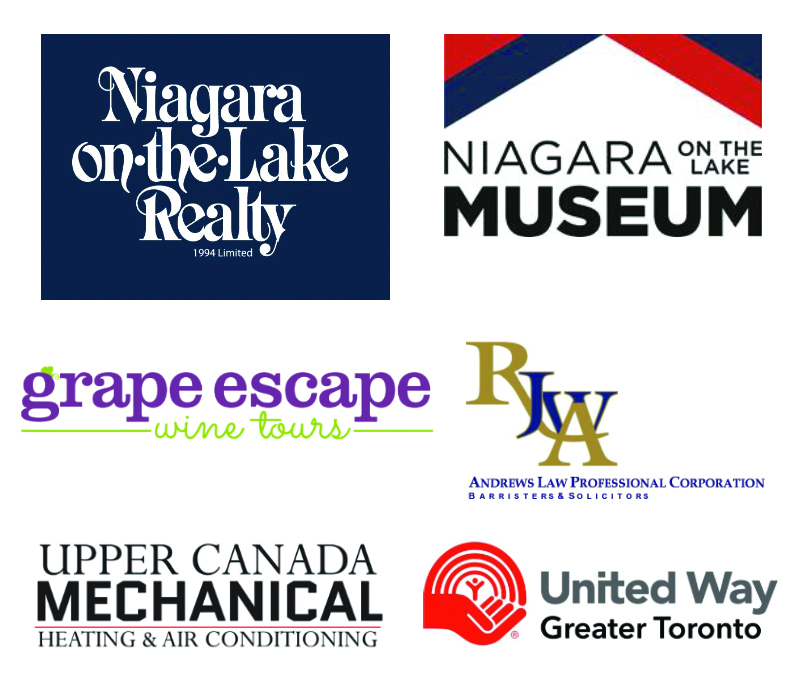 Niagara
on·the·Lake
Realty
1994 Limited
NIAGARA ON THE LAKE
MUSEUM
grape escape
wine tours
RJWA
ANDREWS LAW PROFESSIONAL CORPORATION
BARRISTERS & SOLICITORS
UPPER CANADA
MECHANICAL
HEATING & AIR CONDITIONING
United Way
Greater Toronto
®